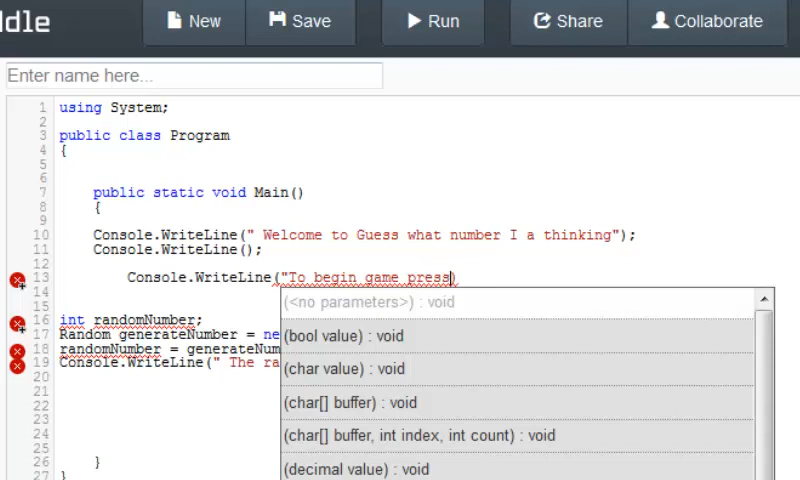 dle New Save Run Share Collaborate
Enter name here...
1 using System;
2
3 public class Program
4 {
5
6
7 public static void Main()
8 {
9
10 Console.WriteLine(" Welcome to Guess what number I a thinking");
11 Console.WriteLine();
12
13 Console.WriteLine("To begin game press)
14
15
16 int randomNumber;
17 Random generateNumber = ne
18 randomNumber = generateNum
19 Console.WriteLine(" The ra
20
21
22
23
24
25
26 }
27 }
(<no parameters>) : void
(bool value) : void
(char value) : void
(char[] buffer) : void
(char[] buffer, int index, int count) : void
(decimal value) : void